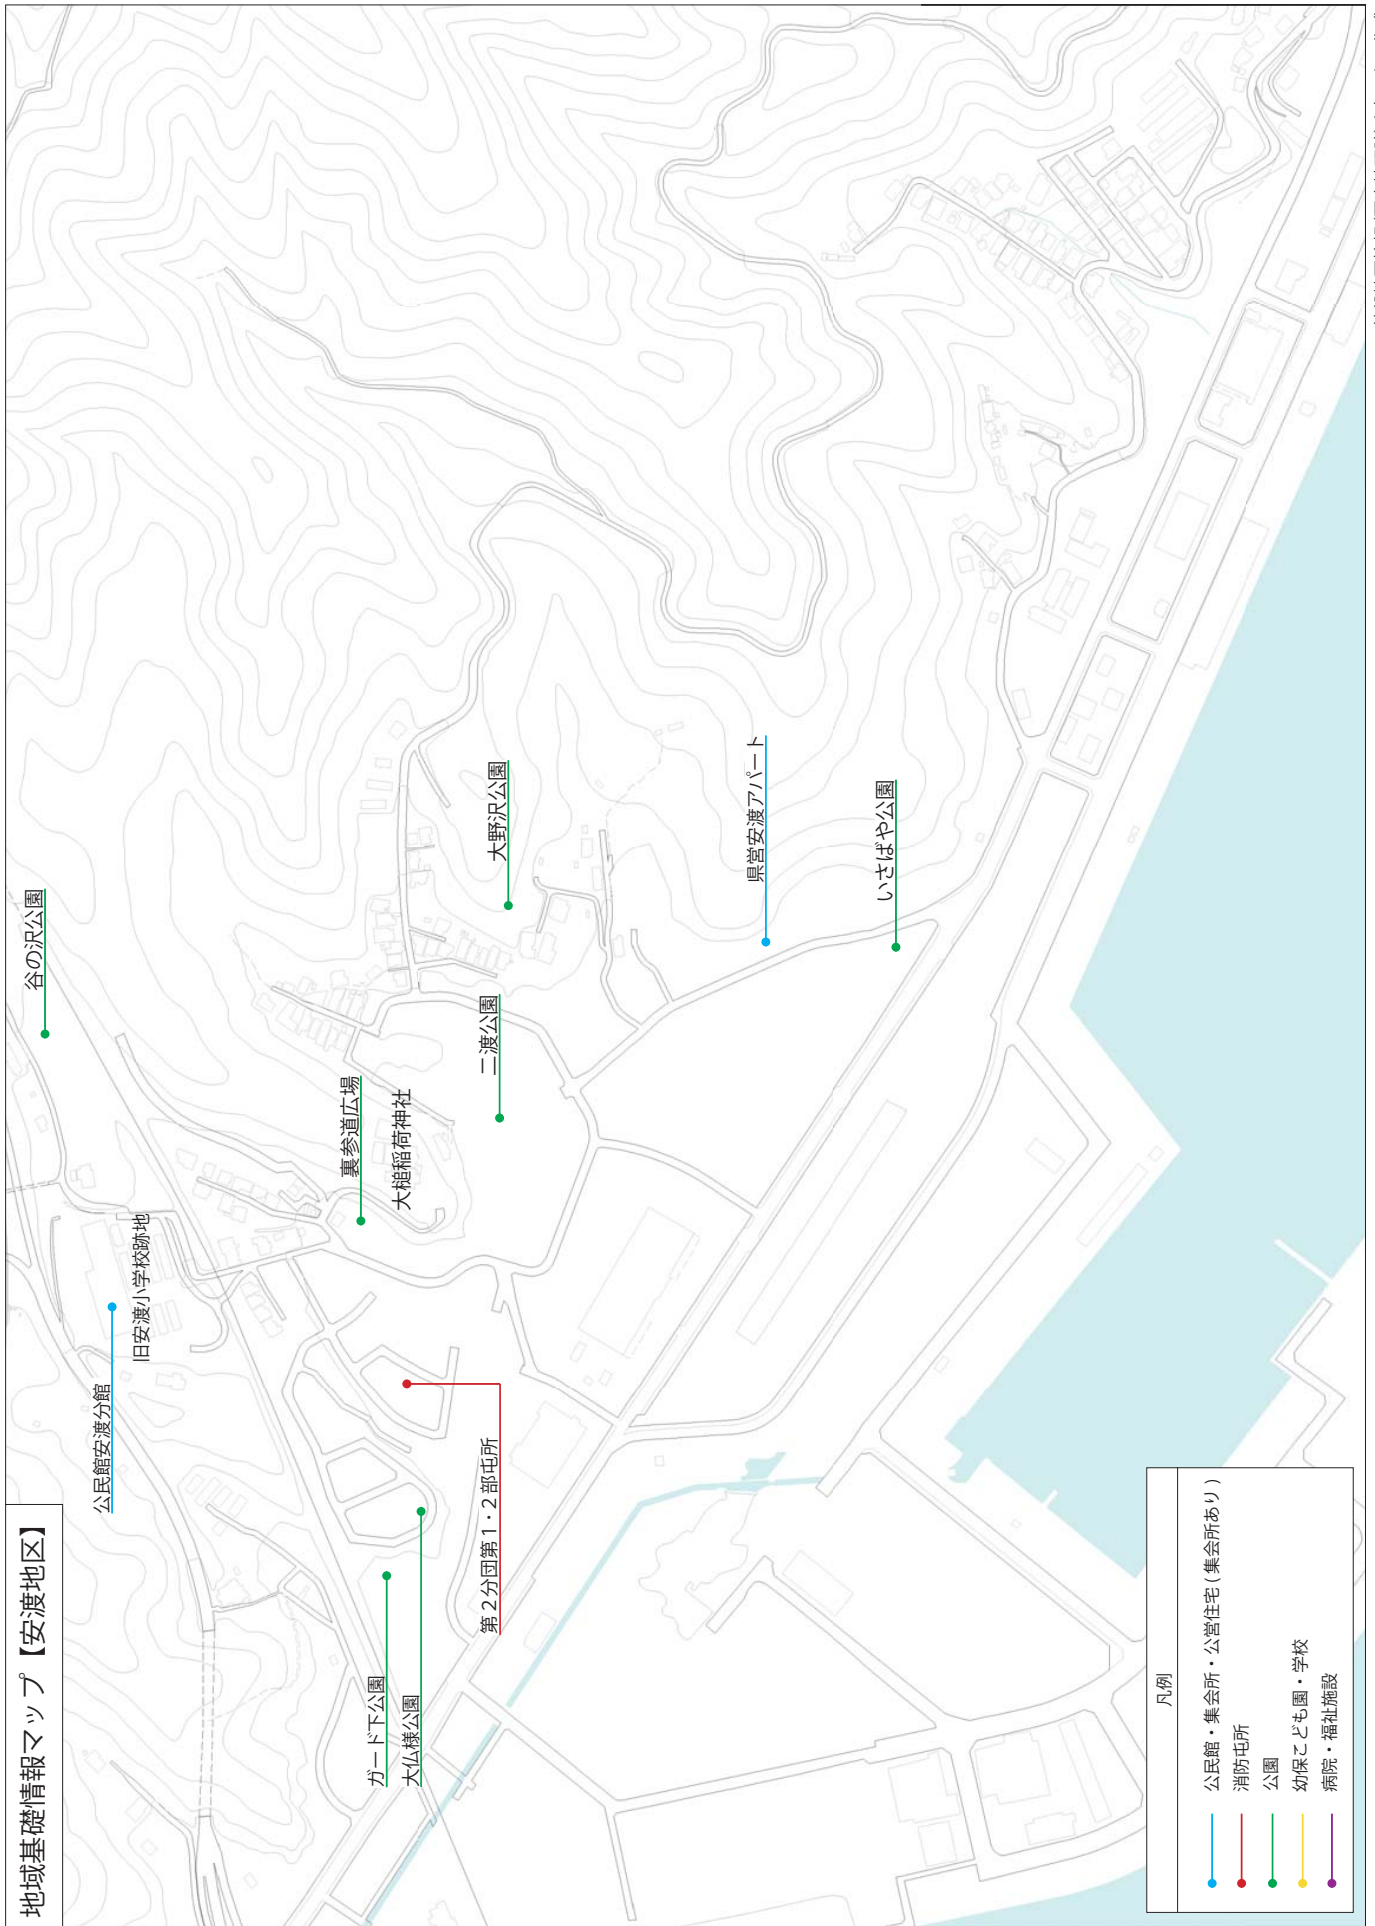 地域基礎情報マップ【安渡地区】
谷の沢公園
公民館安渡分館
旧安渡小学校跡地
裏参道広場
大槌稲荷神社
二渡公園
大野沢公園
県営安渡アパート
いさばや公園
第２分団第１・２部屯所
ガード下公園
大仏様公園
凡例
公民館・集会所・公営住宅 ( 集会所あり )
消防屯所
公園
幼保こども園・学校
病院・福祉施設